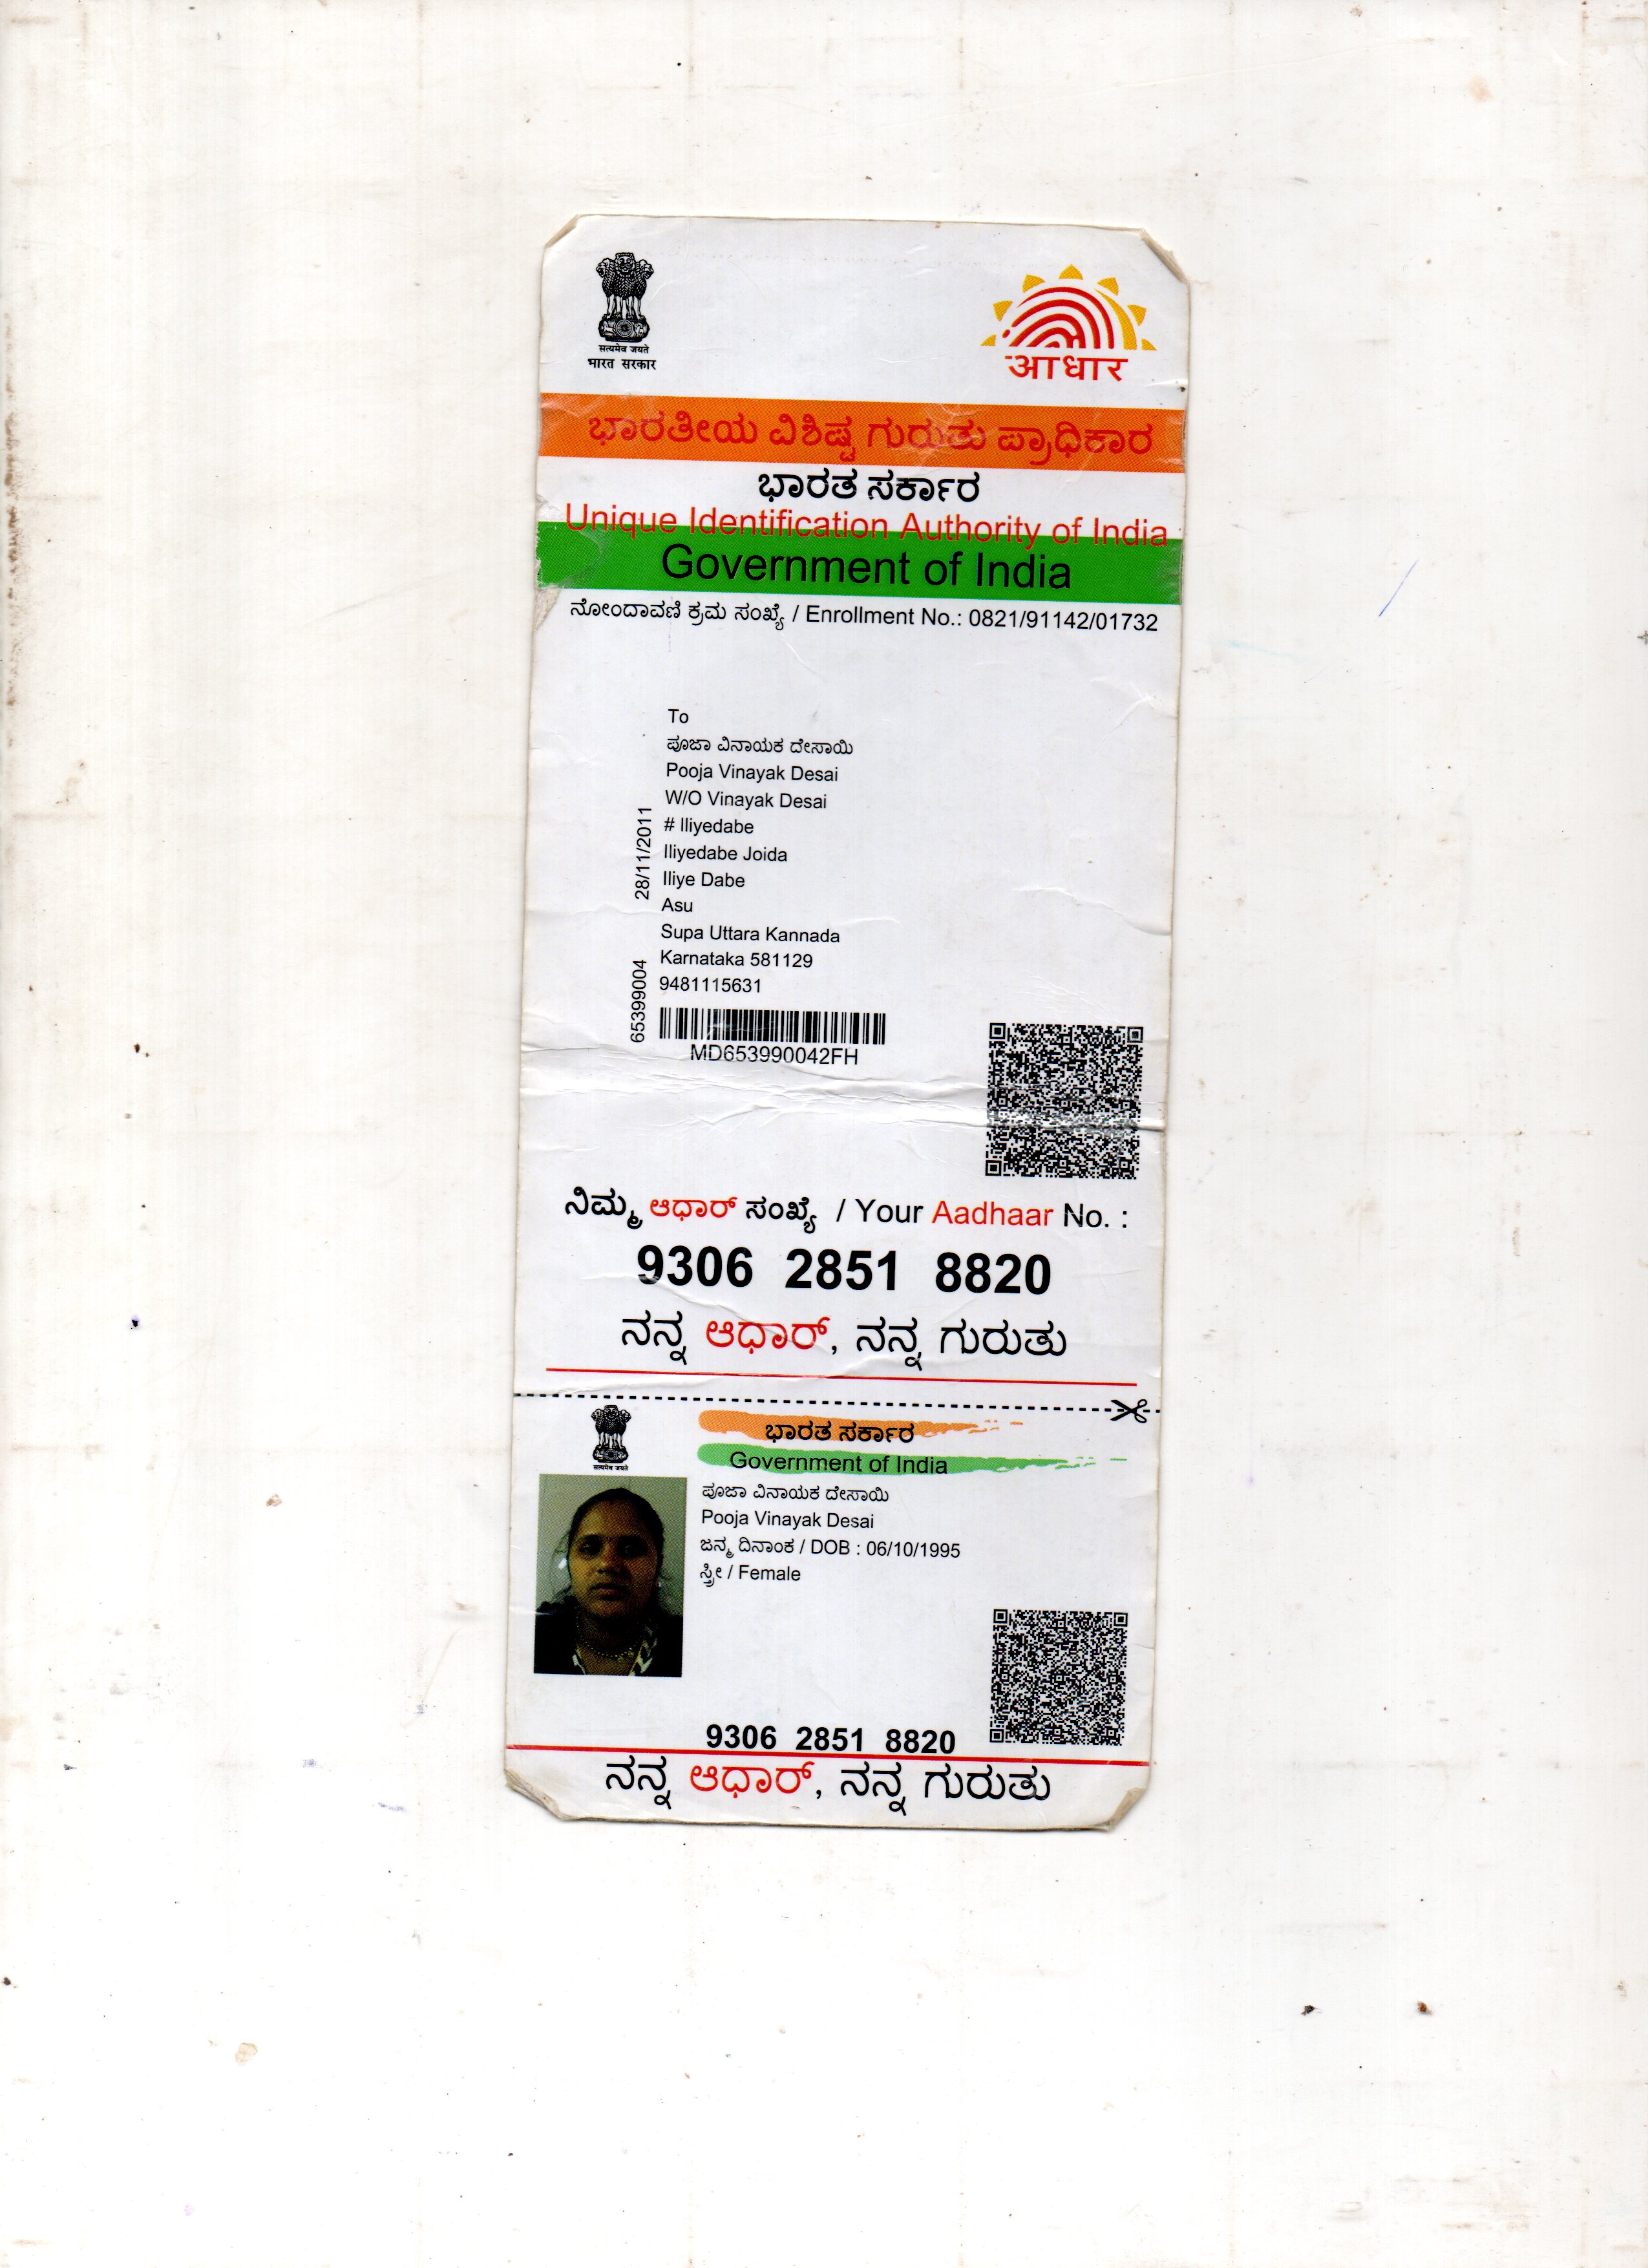 सत्यमेव जयते
भारत सरकार
आधार
ಭಾರತೀಯ ವಿಶಿಷ್ಟ ಗುರುತು ಪ್ರಾಧಿಕಾರ
ಭಾರತ ಸರ್ಕಾರ
Unique Identification Authority of India
Government of India
ನೋಂದಾವಣಿ ಕ್ರಮ ಸಂಖ್ಯೆ / Enrollment No.: 0821/91142/01732
To
ಪೂಜಾ ವಿನಾಯಕ ದೇಸಾಯಿ
Pooja Vinayak Desai
W/O Vinayak Desai
# Iliyedabe
Iliyedabe Joida
Iliye Dabe
Asu
Supa Uttara Kannada
Karnataka 581129
9481115631
28/11/2011
65399004
MD653990042FH
ನಿಮ್ಮ ಆಧಾರ್ ಸಂಖ್ಯೆ / Your Aadhaar No. :
9306 2851 8820
ನನ್ನ ಆಧಾರ್, ನನ್ನ ಗುರುತು
सत्यमेव जयते
ಭಾರತ ಸರ್ಕಾರ
Government of India
ಪೂಜಾ ವಿನಾಯಕ ದೇಸಾಯಿ
Pooja Vinayak Desai
ಜನ್ಮ ದಿನಾಂಕ / DOB : 06/10/1995
ಸ್ತ್ರೀ / Female
9306 2851 8820
ನನ್ನ ಆಧಾರ್, ನನ್ನ ಗುರುತು